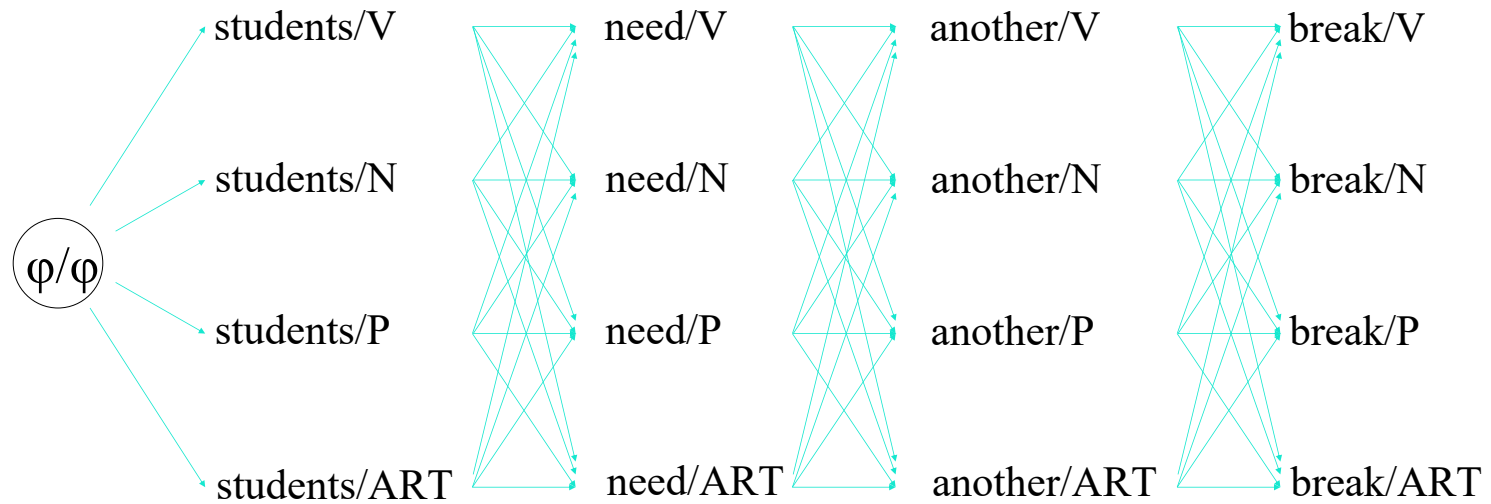 students/V need/V another/V break/V
students/N need/N another/N break/N
φ/φ
students/P need/P another/P break/P
students/ART need/ART another/ART break/ART